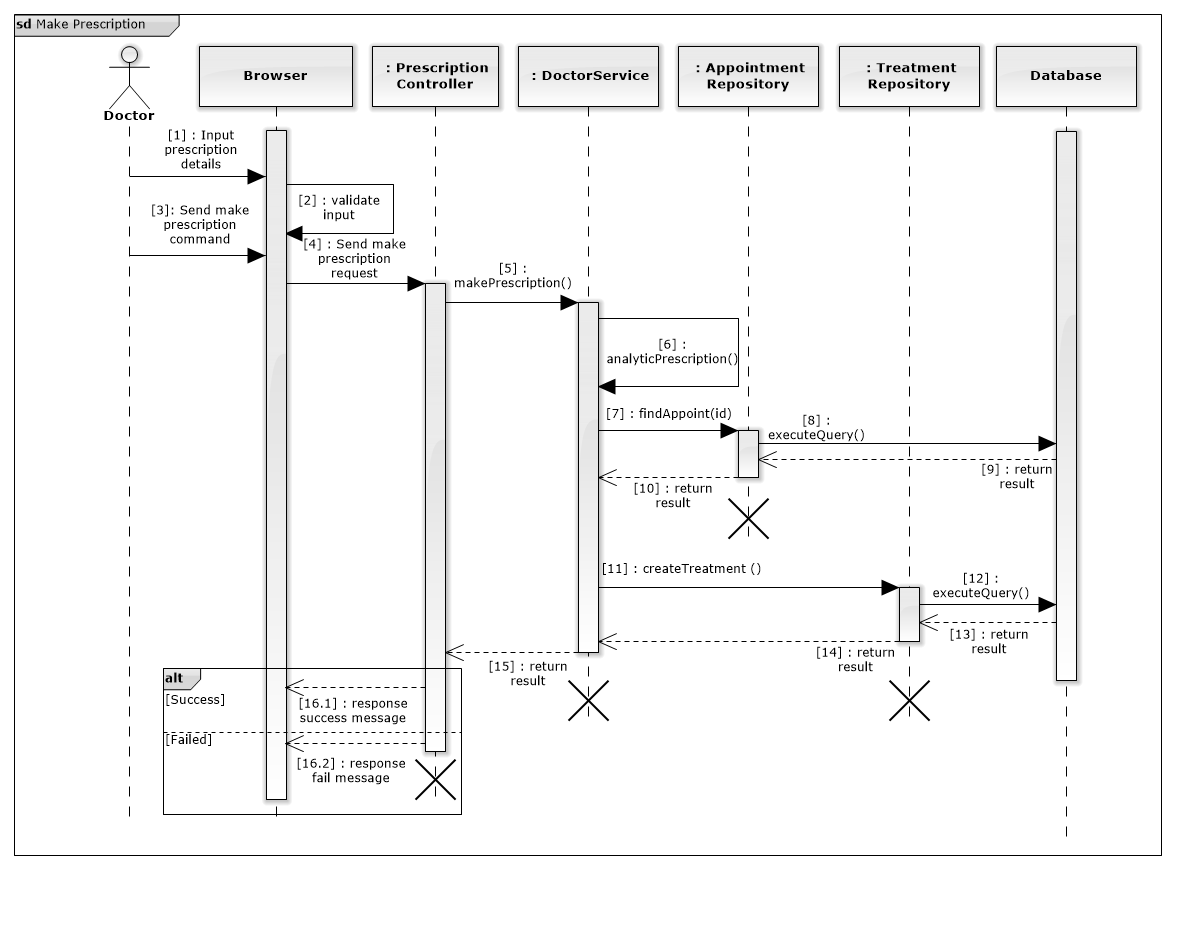 sd Make Prescription
Doctor
Browser
: Prescription
Controller
: DoctorService
: Appointment
Repository
: Treatment
Repository
Database
[1] : Input
prescription
details
[2] : validate
input
[3]: Send make
prescription
command
[4] : Send make
prescription
request
[5] :
makePrescription()
[6] :
analyticPrescription()
[7] : findAppoint(id)
[8] :
executeQuery()
[9] : return
result
[10] : return
result
[11] : createTreatment ()
[12] :
executeQuery()
[13] : return
result
[14] : return
result
[15] : return
result
alt
[Success]
[16.1] : response
success message
[Failed]
[16.2] : response
fail message